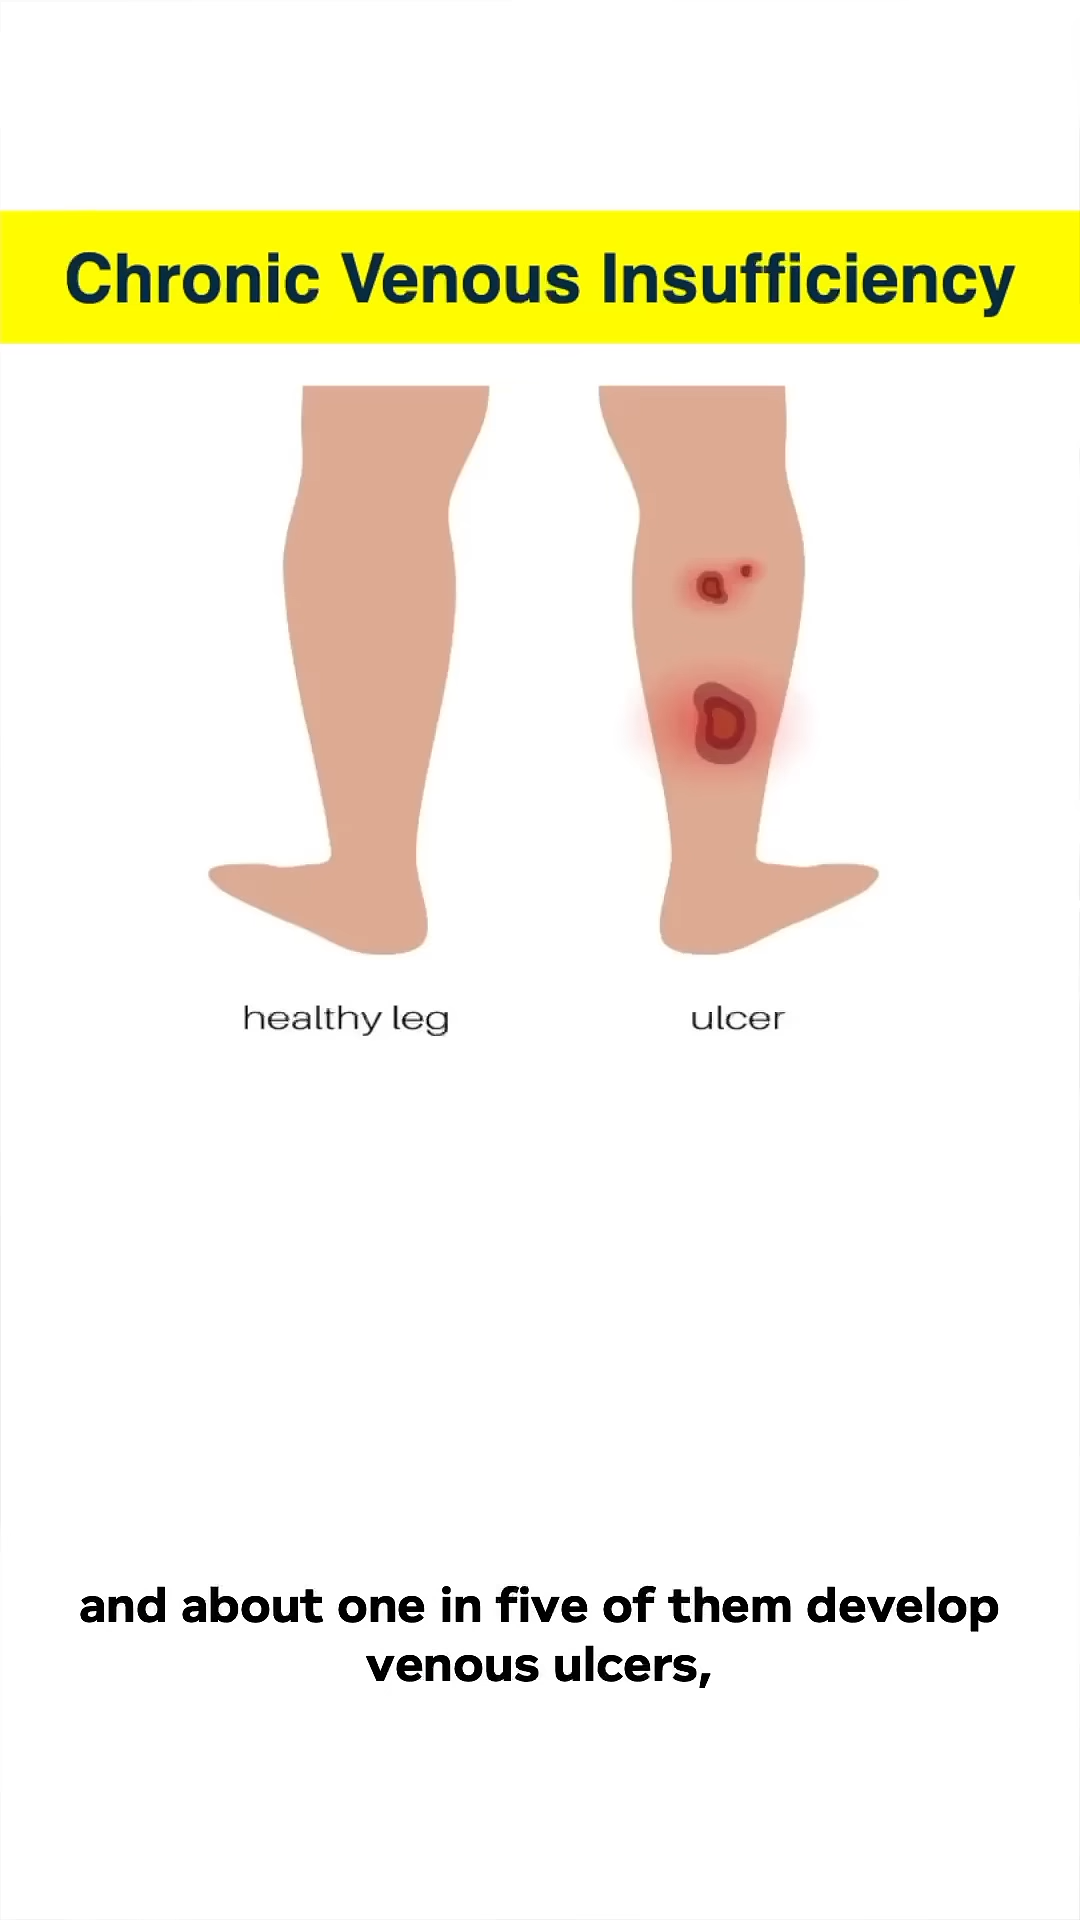 Chronic Venous Insufficiency
healthy leg
ulcer
and about one in five of them develop
venous ulcers,